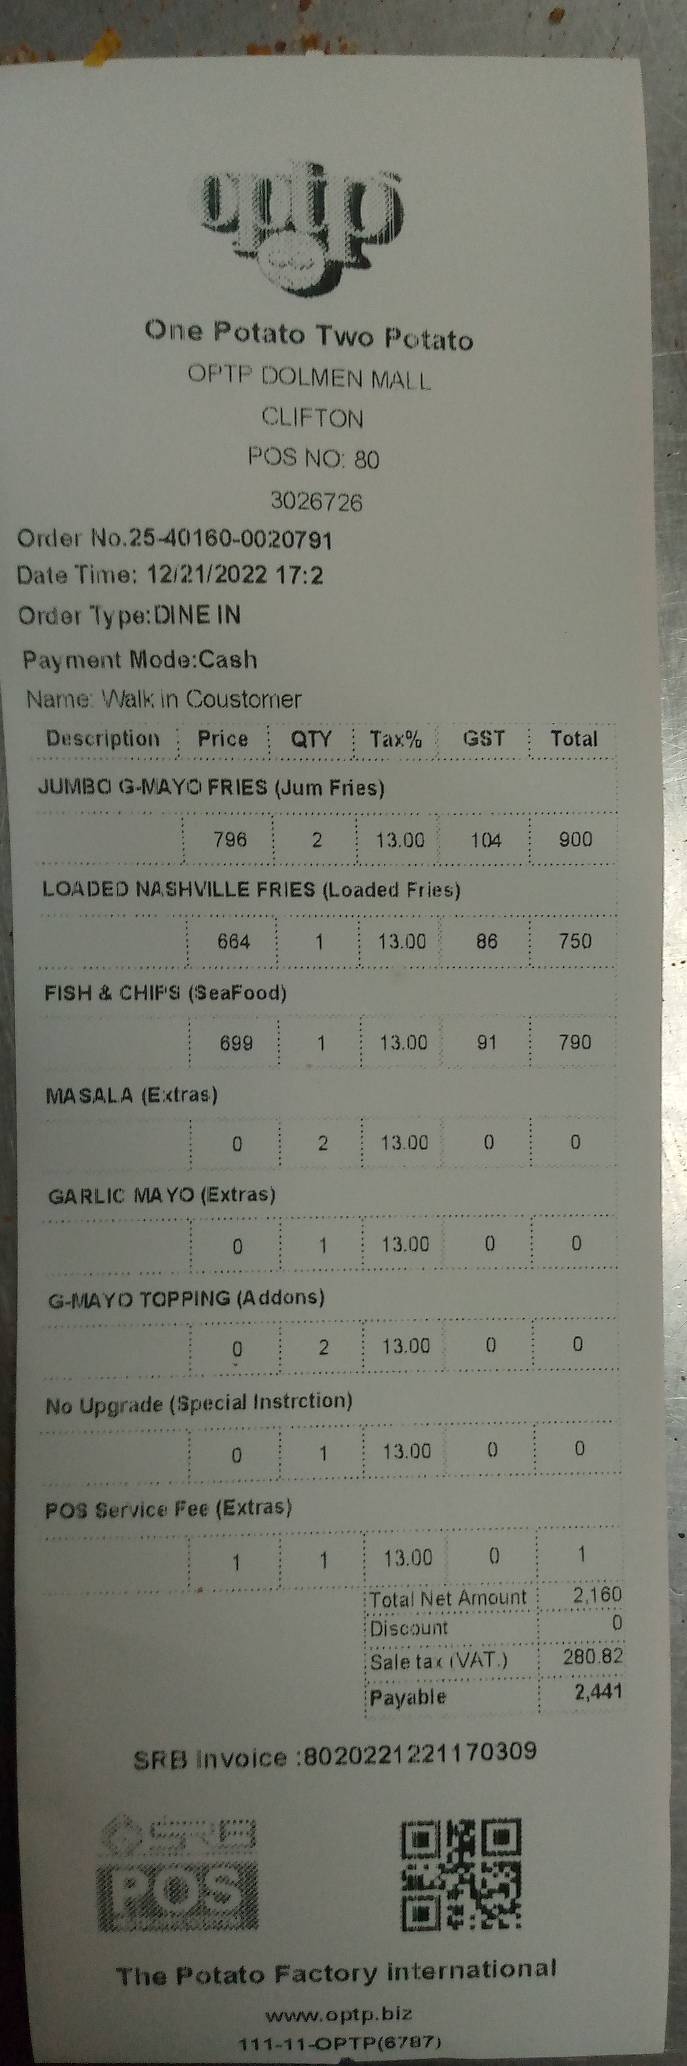 optp
One Potato Two Potato
OPTP DOLMEN MALL
CLIFTON
POS NO: 80
3026726
Order No.25-40160-0020791
Date Time: 12/21/2022 17:2
Order Type:DINE IN
Payment Mode:Cash
Name: Walk in Coustomer
Description Price QTY Tax% GST Total
JUMBO G-MAYO FRIES (Jum Fries)
796 2 13.00 104 900
LOADED NASHVILLE FRIES (Loaded Fries)
664 1 13.00 86 750
FISH & CHIPS (SeaFood)
699 1 13.00 91 790
MASALA (Extras)
0 2 13.00 0 0
GARLIC MAYO (Extras)
0 1 13.00 0 0
G-MAYO TOPPING (Addons)
0 2 13.00 0 0
No Upgrade (Special Instrction)
0 1 13.00 0 0
POS Service Fee (Extras)
1 1 13.00 0 1
Total Net Amount 2,160
Discount 0
Sale tax (VAT.) 280.82
Payable 2,441
SRB Invoice :8020221221170309
SRB
POS
The Potato Factory international
www.optp.biz
111-11-OPTP(6787)